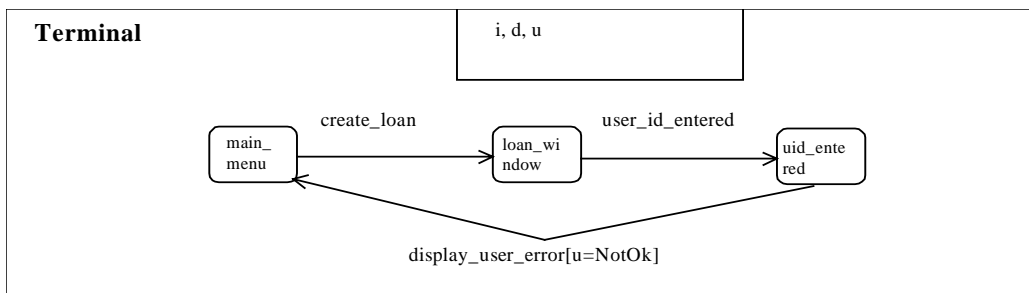 Terminal
i, d, u
create_loan
user_id_entered
main_
menu
loan_wi
ndow
uid_ente
red
display_user_error[u=NotOk]